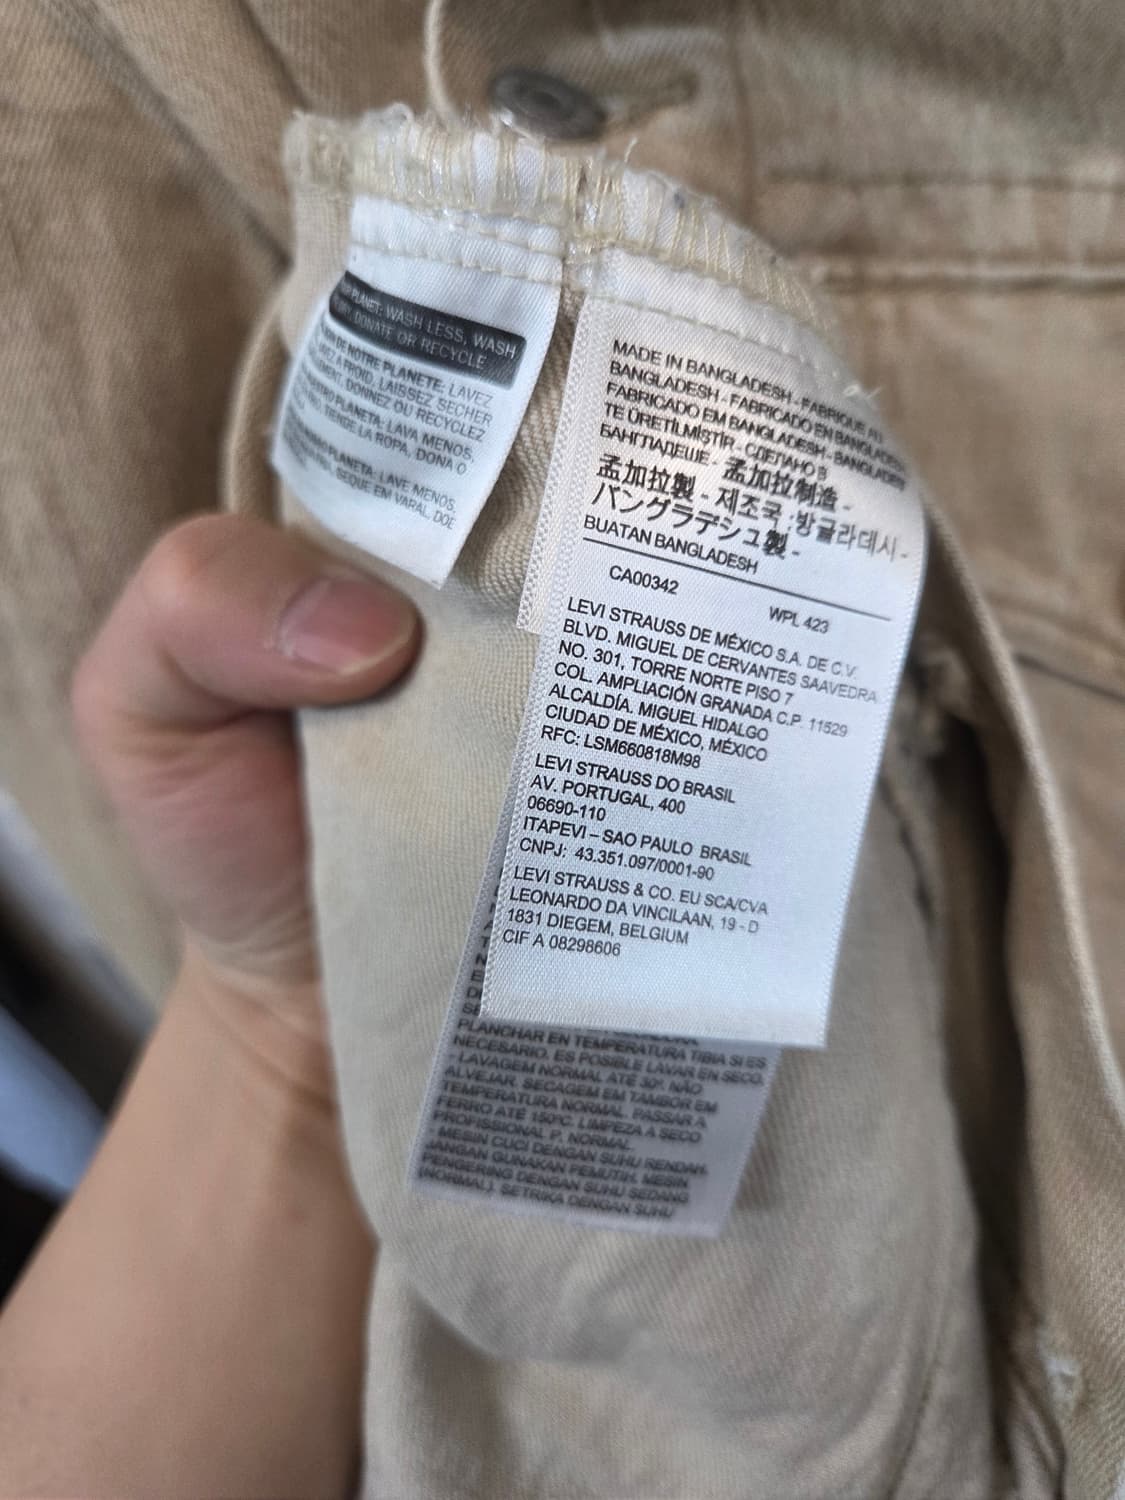 PLANET: WASH LESS, WASH
DONATE OR RECYCLE
DE NOTRE PLANETE: LAVEZ
À FROID, LAISSEZ SÉCHER
DONNEZ OU RECYCLEZ
PLANETA: LAVA MENOS,
TIENDE LA ROPA, DONA O
PLANETA: LAVE MENOS,
SEQUE EM VARAL, DOE
MADE IN BANGLADESH - FABRIQUE AU
BANGLADESH - FABRICADO EN BANGLADESH
FABRICADO EM BANGLADESH - BANGLADEŞ
TE ÜRETİLMİŞTİR - СДЕЛАНО В
БАНГЛАДЕШЕ - 孟加拉制造 -
孟加拉製 - 제조국 : 방글라데시 -
バングラデシュ製 -
BUATAN BANGLADESH
CA00342 WPL 423
LEVI STRAUSS DE MÉXICO S.A. DE C.V.
BLVD. MIGUEL DE CERVANTES SAAVEDRA
NO. 301, TORRE NORTE PISO 7
COL. AMPLIACIÓN GRANADA C.P. 11529
ALCALDÍA. MIGUEL HIDALGO
CIUDAD DE MÉXICO, MÉXICO
RFC: LSM660818M98
LEVI STRAUSS DO BRASIL
AV. PORTUGAL, 400
06690-110
ITAPEVI – SAO PAULO BRASIL
CNPJ: 43.351.097/0001-90
LEVI STRAUSS & CO. EU SCA/CVA
LEONARDO DA VINCILAAN, 19 - D
1831 DIEGEM, BELGIUM
CIF A 08298606
PLANCHAR EN TEMPERATURA TIBIA SI ES
NECESARIO. ES POSIBLE LAVAR EN SECO.
- LAVAGEM NORMAL ATÉ 30º. NÃO
ALVEJAR. SECAGEM EM TAMBOR EM
TEMPERATURA NORMAL. PASSAR A
FERRO ATÉ 150ºC. LIMPEZA A SECO
PROFISSIONAL P. NORMAL.
- MESIN CUCI DENGAN SUHU RENDAH.
JANGAN GUNAKAN PEMUTIH. MESIN
PENGERING DENGAN SUHU SEDANG
(NORMAL). SETRIKA DENGAN SUHU